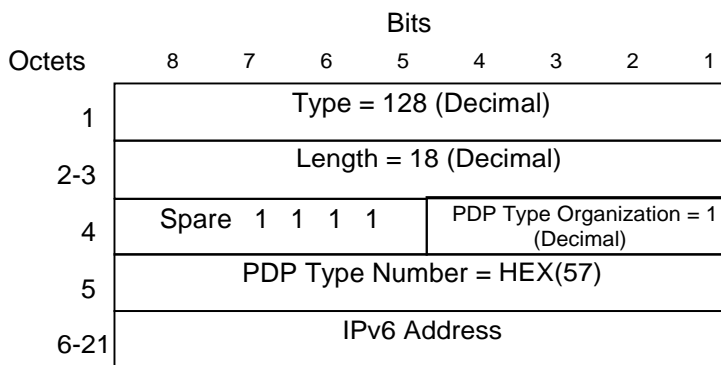 Bits
Octets 8 7 6 5 4 3 2 1
1 Type = 128 (Decimal)
2-3 Length = 18 (Decimal)
4 Spare 1 1 1 1 PDP Type Organization = 1
(Decimal)
5 PDP Type Number = HEX(57)
6-21 IPv6 Address